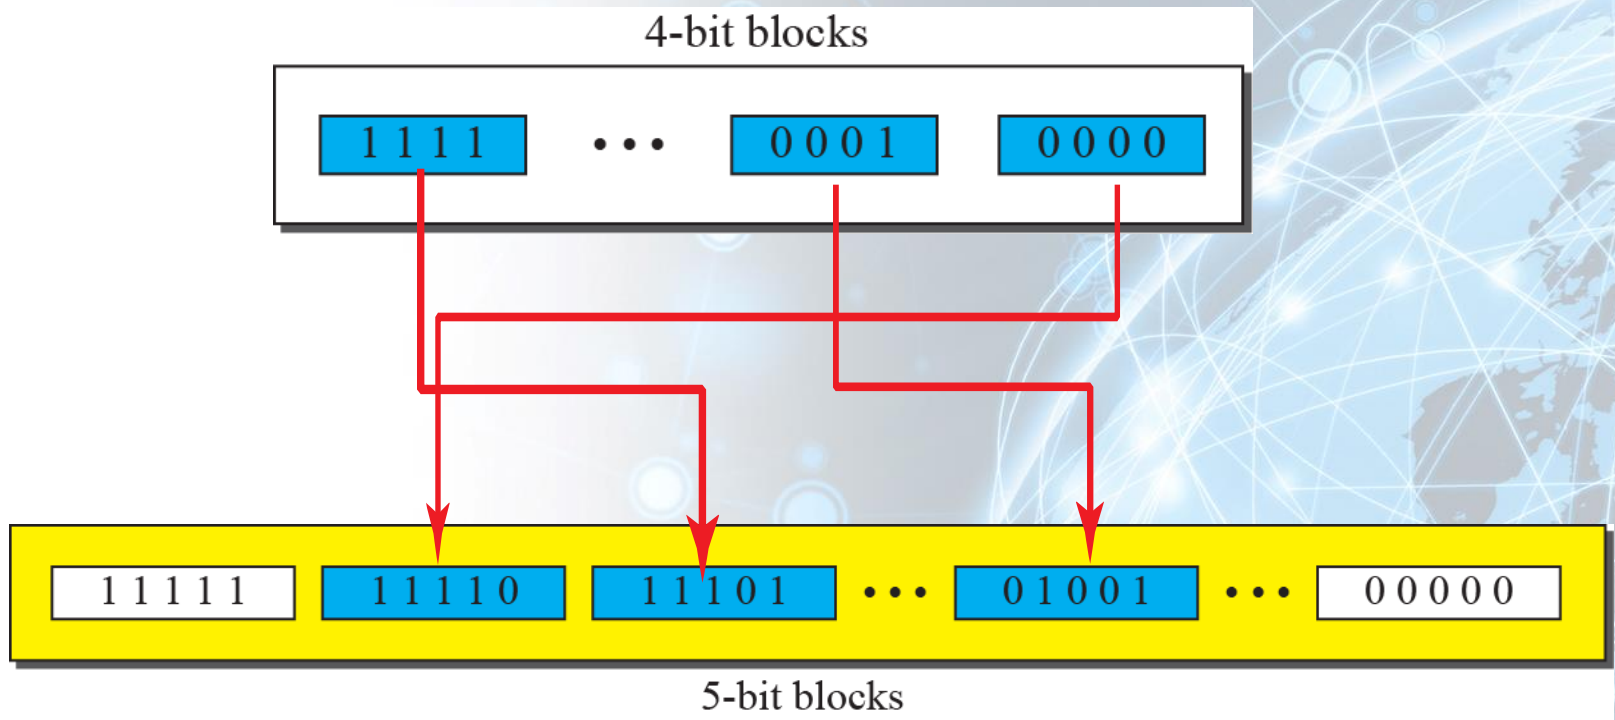 4-bit blocks
1 1 1 1 • • • 0 0 0 1 0 0 0 0
1 1 1 1 1 1 1 1 1 0 1 1 1 0 1 • • • 0 1 0 0 1 • • • 0 0 0 0 0
5-bit blocks